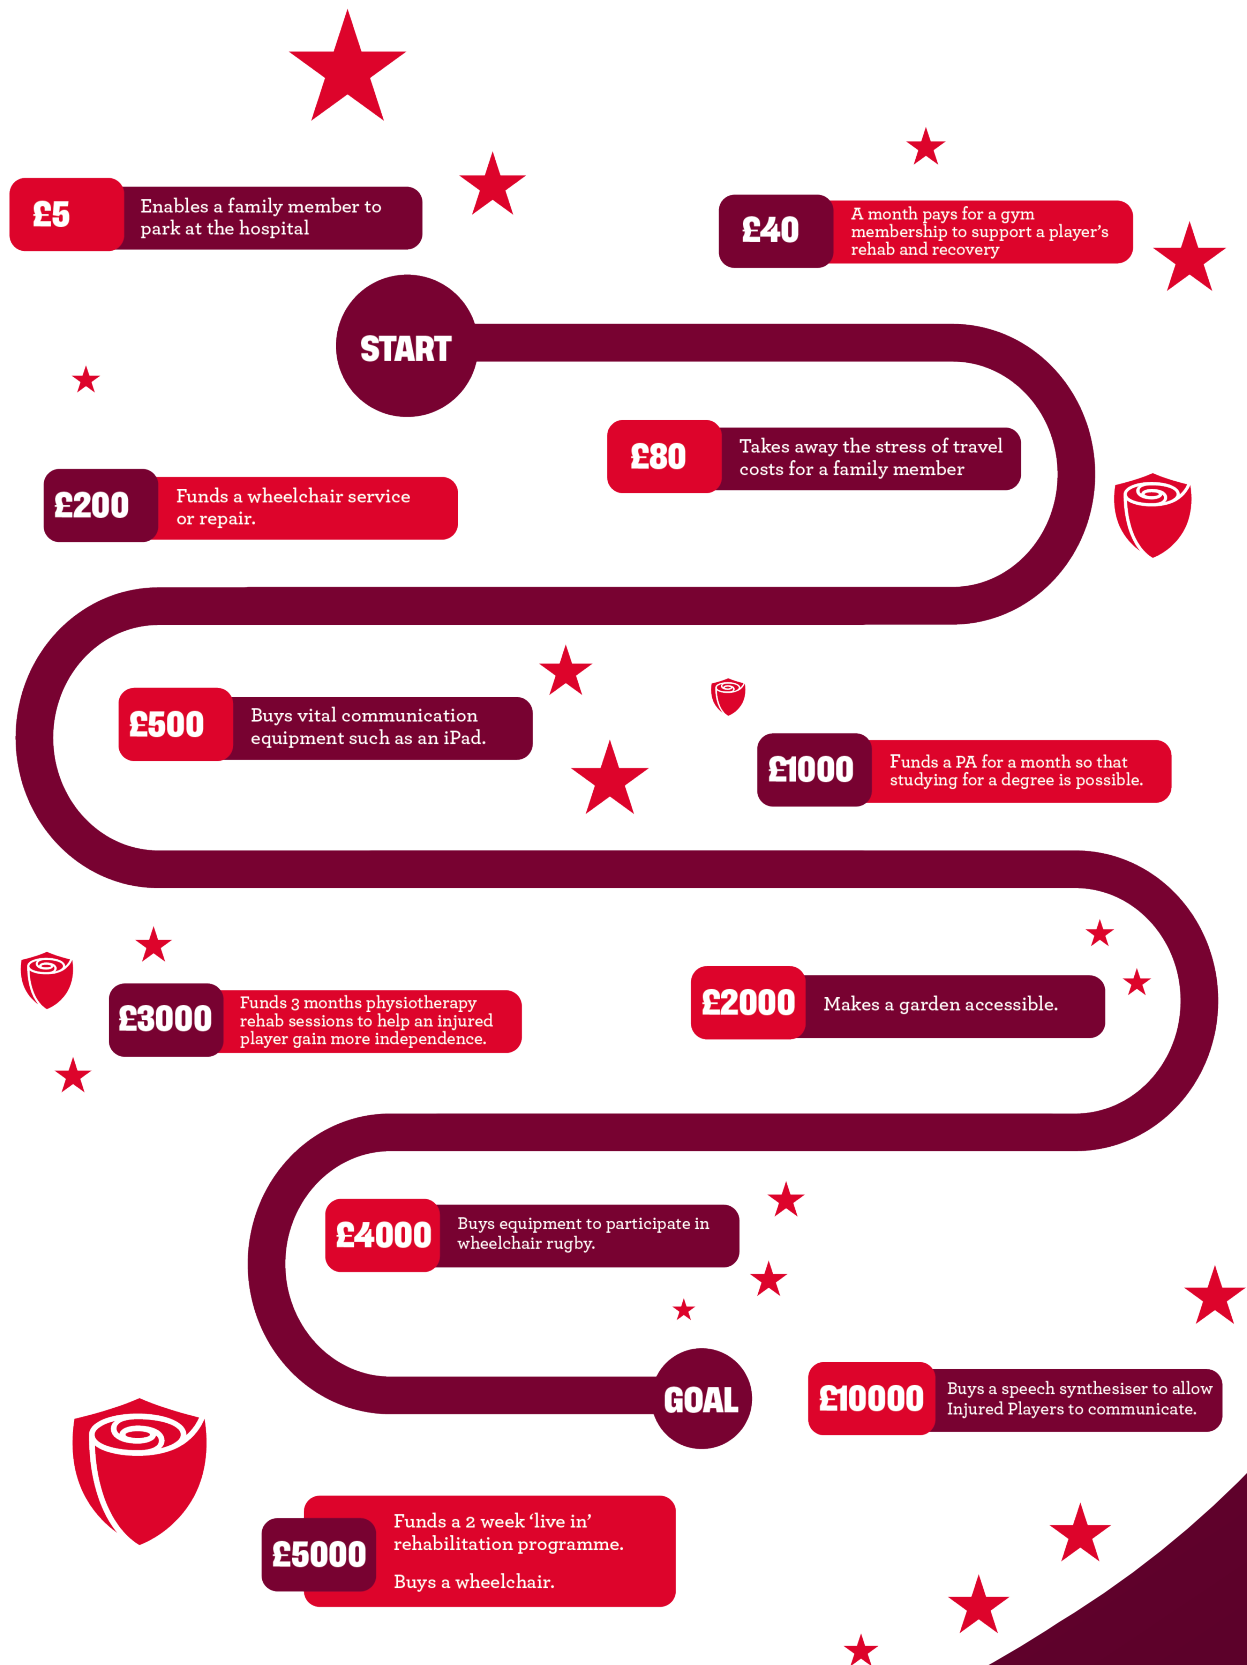 £5
Enables a family member to
park at the hospital
£40
A month pays for a gym
membership to support a player’s
rehab and recovery
START
£80
Takes away the stress of travel
costs for a family member
£200
Funds a wheelchair service
or repair.
£500
Buys vital communication
equipment such as an iPad.
£1000
Funds a PA for a month so that
studying for a degree is possible.
£2000
Makes a garden accessible.
£3000
Funds 3 months physiotherapy
rehab sessions to help an injured
player gain more independence.
£4000
Buys equipment to participate in
wheelchair rugby.
GOAL
£10000
Buys a speech synthesiser to allow
Injured Players to communicate.
£5000
Funds a 2 week ‘live in’
rehabilitation programme.
Buys a wheelchair.